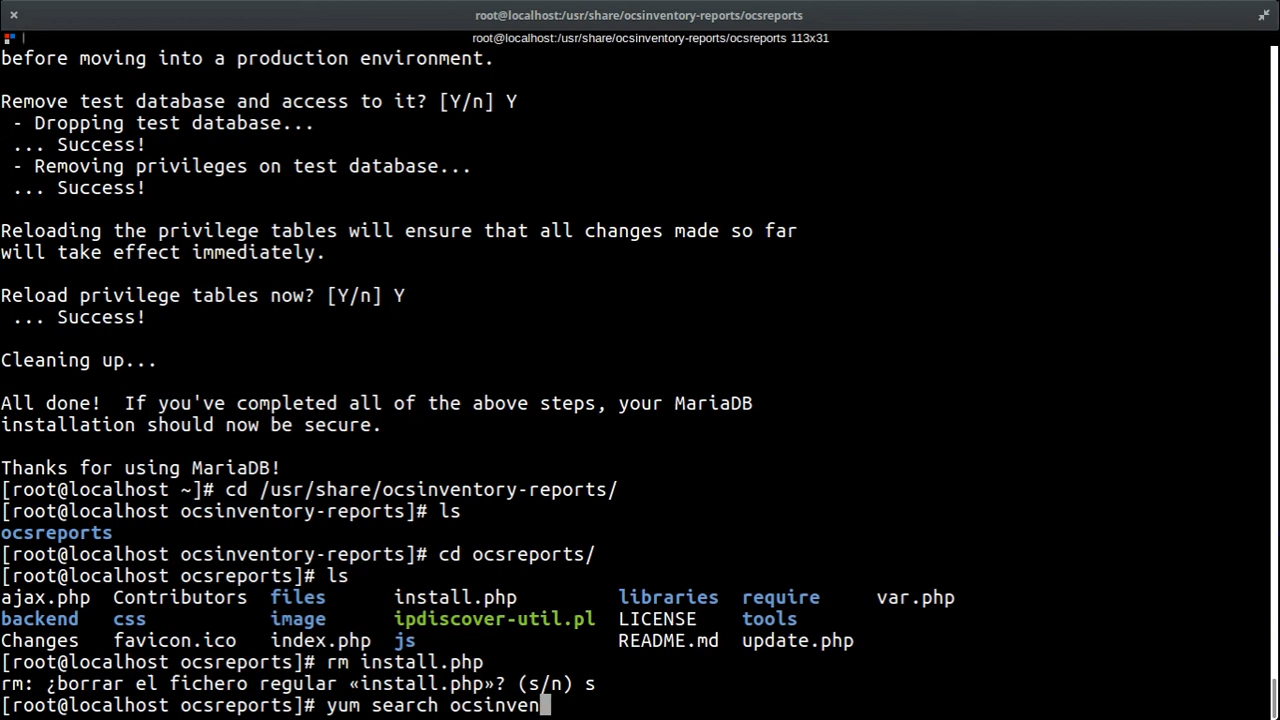 root@localhost:/usr/share/ocsinventory-reports/ocsreports
root@localhost:/usr/share/ocsinventory-reports/ocsreports 113x31
before moving into a production environment.
Remove test database and access to it? [Y/n] Y
- Dropping test database...
... Success!
- Removing privileges on test database...
... Success!
Reloading the privilege tables will ensure that all changes made so far
will take effect immediately.
Reload privilege tables now? [Y/n] Y
... Success!
Cleaning up...
All done!  If you've completed all of the above steps, your MariaDB
installation should now be secure.
Thanks for using MariaDB!
[root@localhost ~]# cd /usr/share/ocsinventory-reports/
[root@localhost ocsinventory-reports]# ls
ocsreports
[root@localhost ocsinventory-reports]# cd ocsreports/
[root@localhost ocsreports]# ls
ajax.php  Contributors  files  install.php  libraries  require  var.php
backend  css  image  ipdiscover-util.pl  LICENSE  tools
Changes  favicon.ico  index.php  js  README.md  update.php
[root@localhost ocsreports]# rm install.php
rm: ¿borrar el fichero regular «install.php»? (s/n) s
[root@localhost ocsreports]# yum search ocsinven